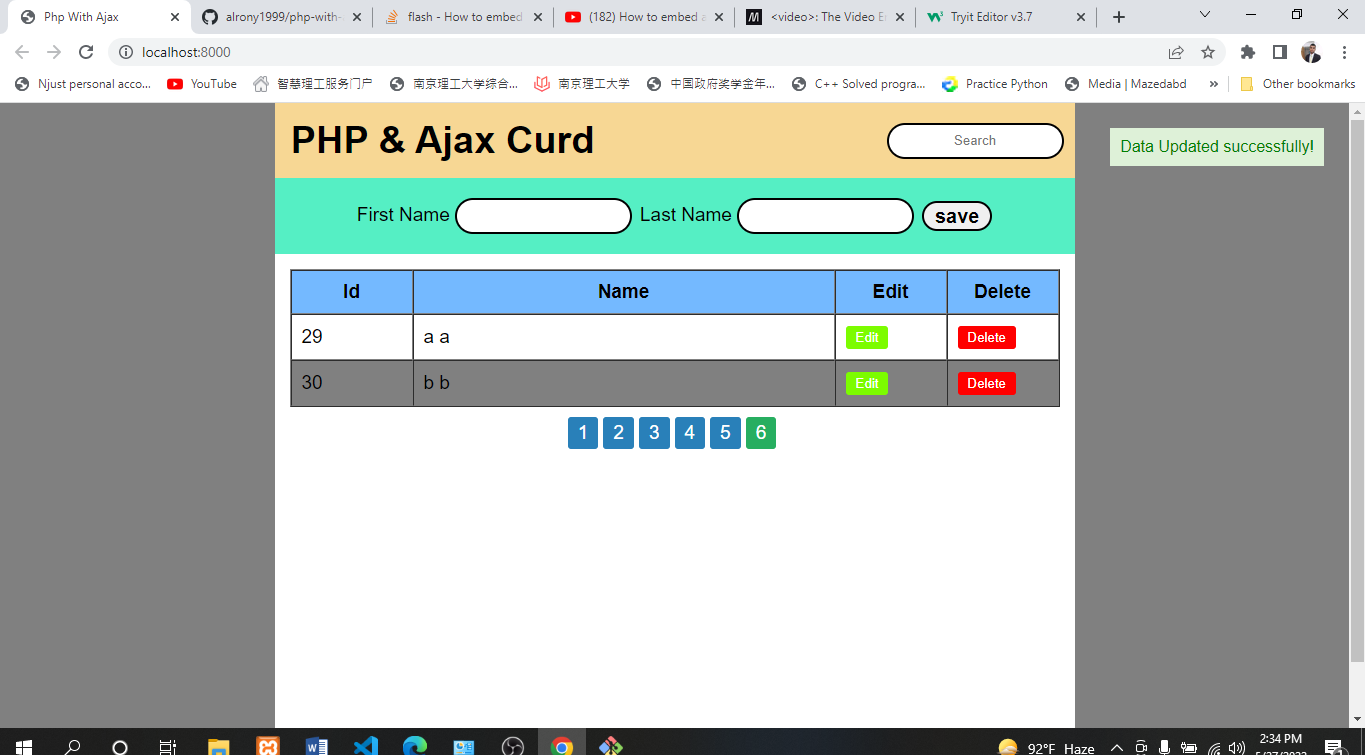 Php With Ajax
alrony1999/php-with-
flash - How to embed
(182) How to embed a
<video>: The Video E
Tryit Editor v3.7
localhost:8000
Njust personal acco...
YouTube
智慧理工服务门户
南京理工大学综合...
南京理工大学
中国政府奖学金年...
C++ Solved progra...
Practice Python
Media | Mazedabd
»
Other bookmarks
PHP & Ajax Curd
Search
Data Updated successfully!
First Name
Last Name
save
Id Name Edit Delete
29 a a Edit Delete
30 b b Edit Delete
1 2 3 4 5 6
92°F Haze
2:34 PM